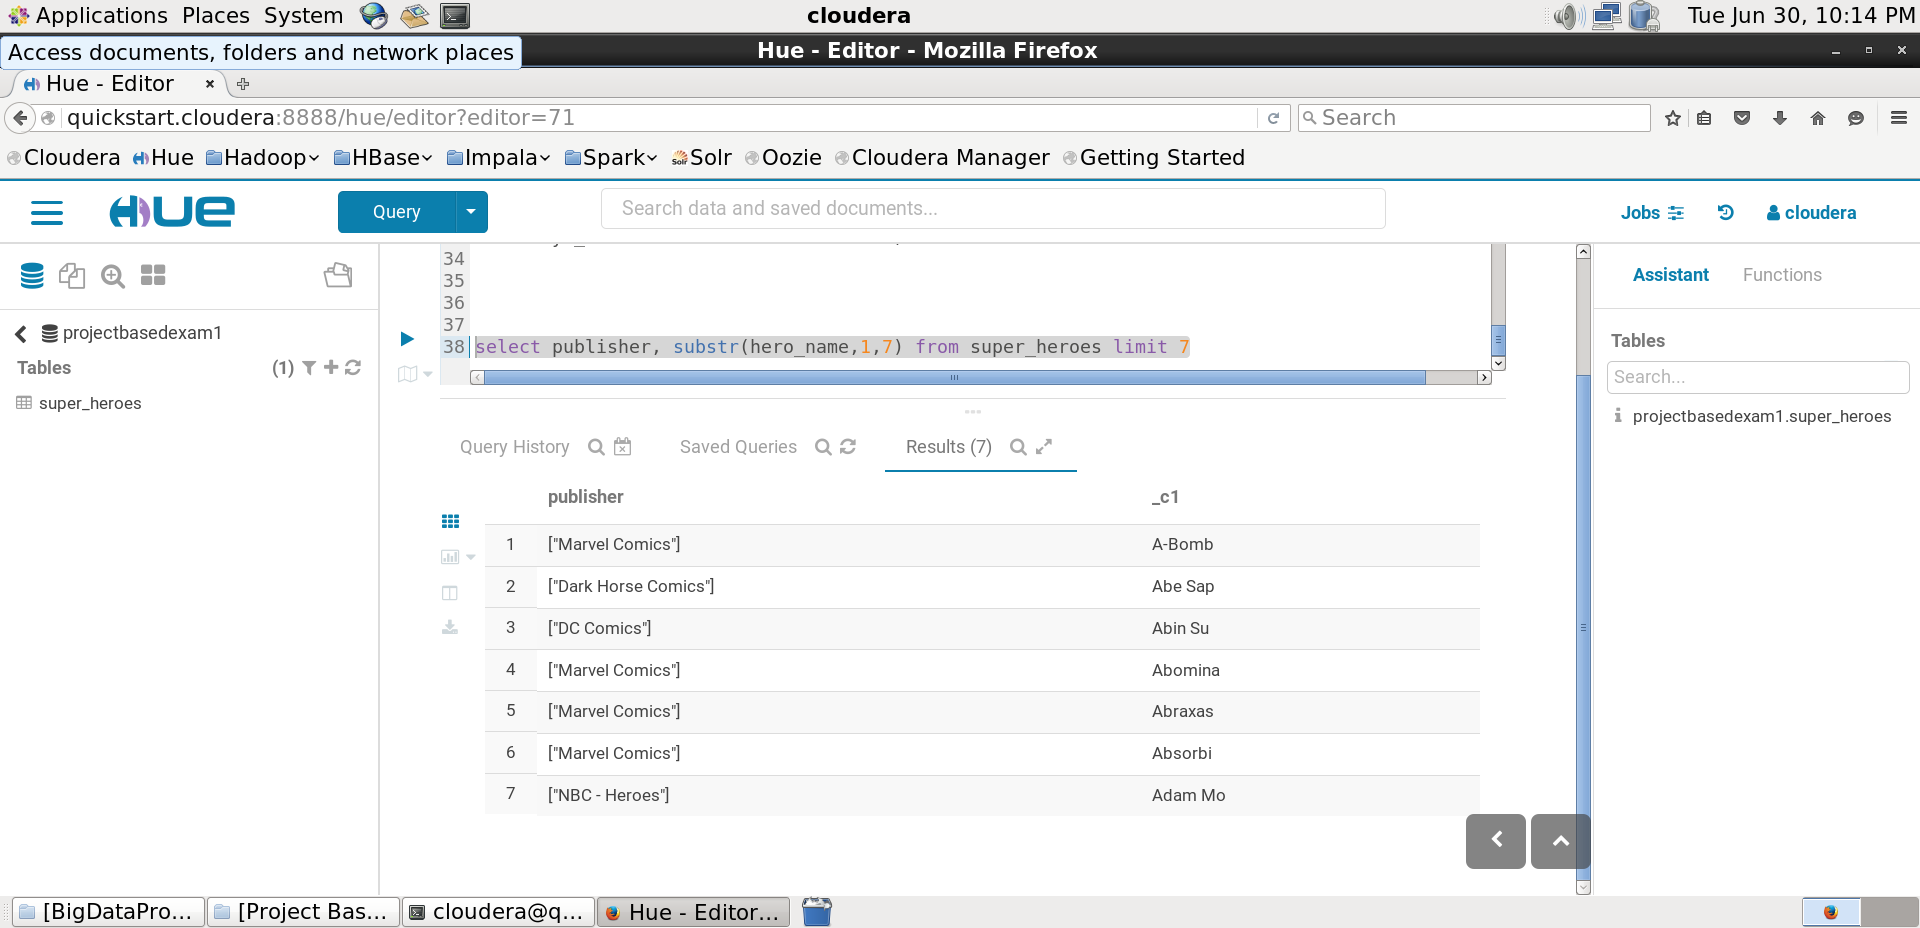 Applications Places System
cloudera
Tue Jun 30, 10:14 PM
Access documents, folders and network places
Hue - Editor - Mozilla Firefox
Hue - Editor
quickstart.cloudera:8888/hue/editor?editor=71
Search
Cloudera Hue Hadoop HBase Impala Spark Solr Oozie Cloudera Manager Getting Started
HUE
Query
Search data and saved documents...
Jobs
cloudera
34
35
36
37
38 select publisher, substr(hero_name,1,7) from super_heroes limit 7
projectbasedexam1
Tables (1)
super_heroes
Assistant Functions
Tables
Search...
projectbasedexam1.super_heroes
Query History Saved Queries Results (7)
publisher _c1
1 ["Marvel Comics"] A-Bomb
2 ["Dark Horse Comics"] Abe Sap
3 ["DC Comics"] Abin Su
4 ["Marvel Comics"] Abomina
5 ["Marvel Comics"] Abraxas
6 ["Marvel Comics"] Absorbi
7 ["NBC - Heroes"] Adam Mo
[BigDataPro... [Project Bas... cloudera@q... Hue - Editor...